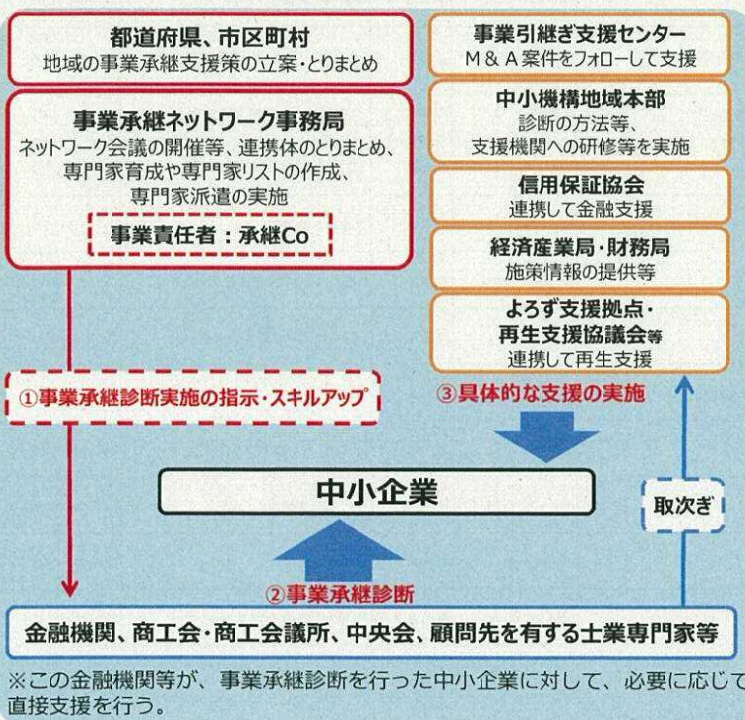 都道府県、市区町村
地域の事業承継支援策の立案・とりまとめ
事業承継ネットワーク事務局
ネットワーク会議の開催等、連携体のとりまとめ、
専門家育成や専門家リストの作成、
専門家派遣の実施
事業責任者:承継Co
①事業承継診断実施の指示・スキルアップ
事業引継ぎ支援センター
M&A案件をフォローして支援
中小機構地域本部
診断の方法等、
支援機関への研修等を実施
信用保証協会
連携して金融支援
経済産業局・財務局
施策情報の提供等
よろず支援拠点・
再生支援協議会等
連携して再生支援
③具体的な支援の実施
中小企業
取次ぎ
②事業承継診断
金融機関、商工会・商工会議所、中央会、顧問先を有する士業専門家等
※この金融機関等が、事業承継診断を行った中小企業に対して、必要に応じて
直接支援を行う。